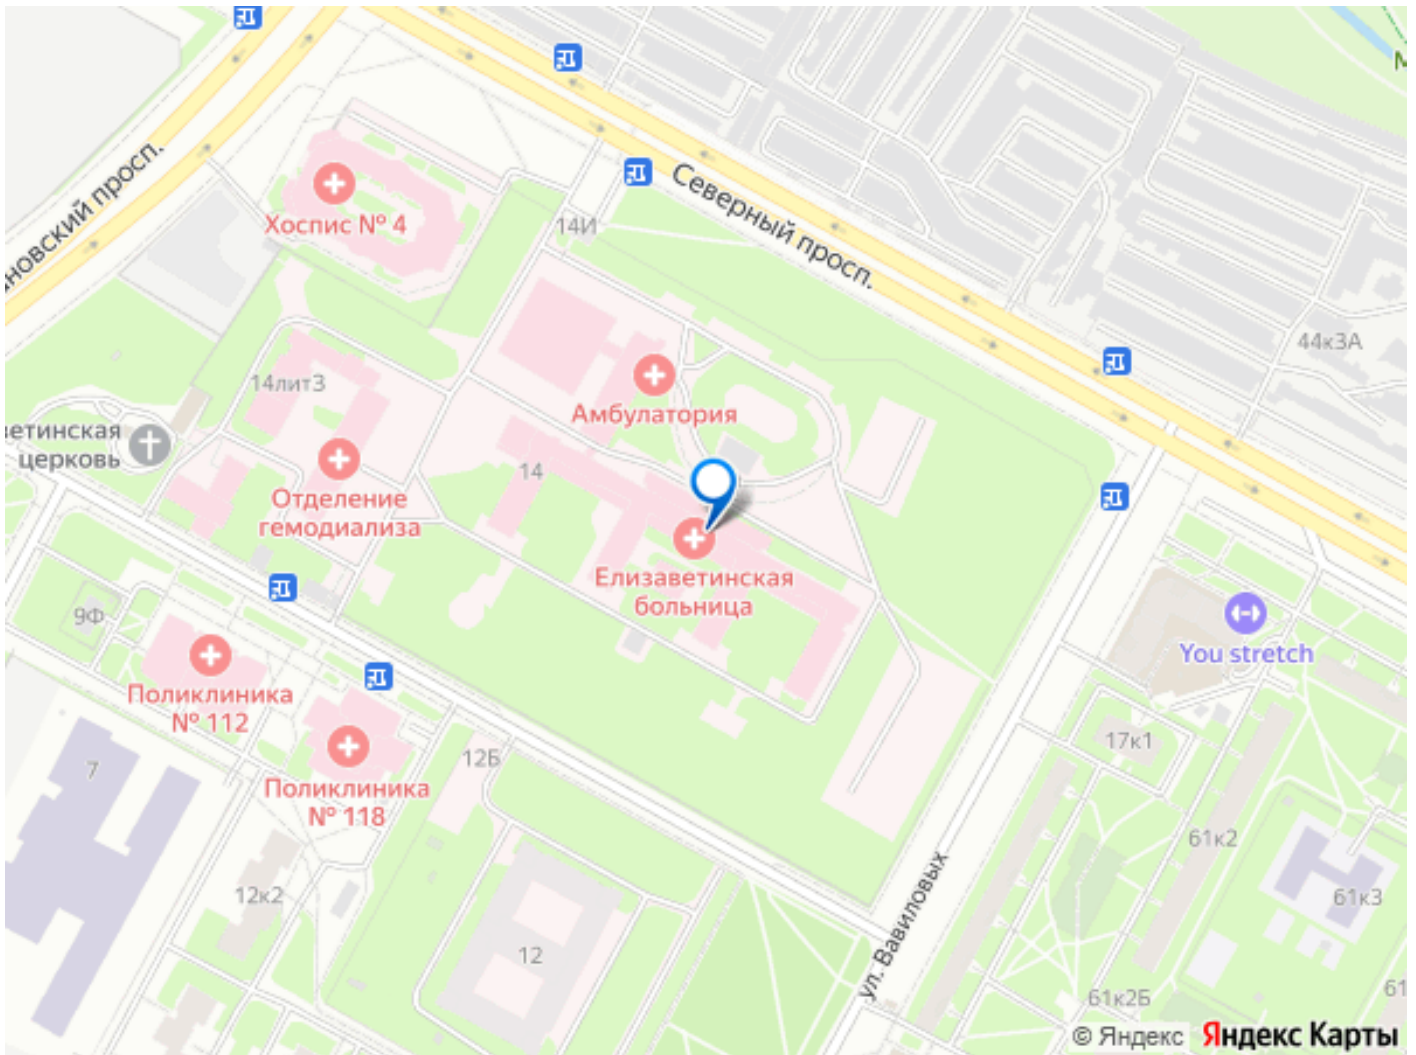 Северный просп.
новский просп.
Хоспис № 4
14И
44к3А
14лит3
Амбулатория
етинская
церковь
14
Отделение
гемодиализа
Елизаветинская
больница
9Ф
You stretch
Поликлиника
№ 112
17к1
12Б
7
Поликлиника
№ 118
61к2
12к2
61к3
ул. Вавиловых
12
61к2Б
61
М
© Яндекс
Яндекс Карты